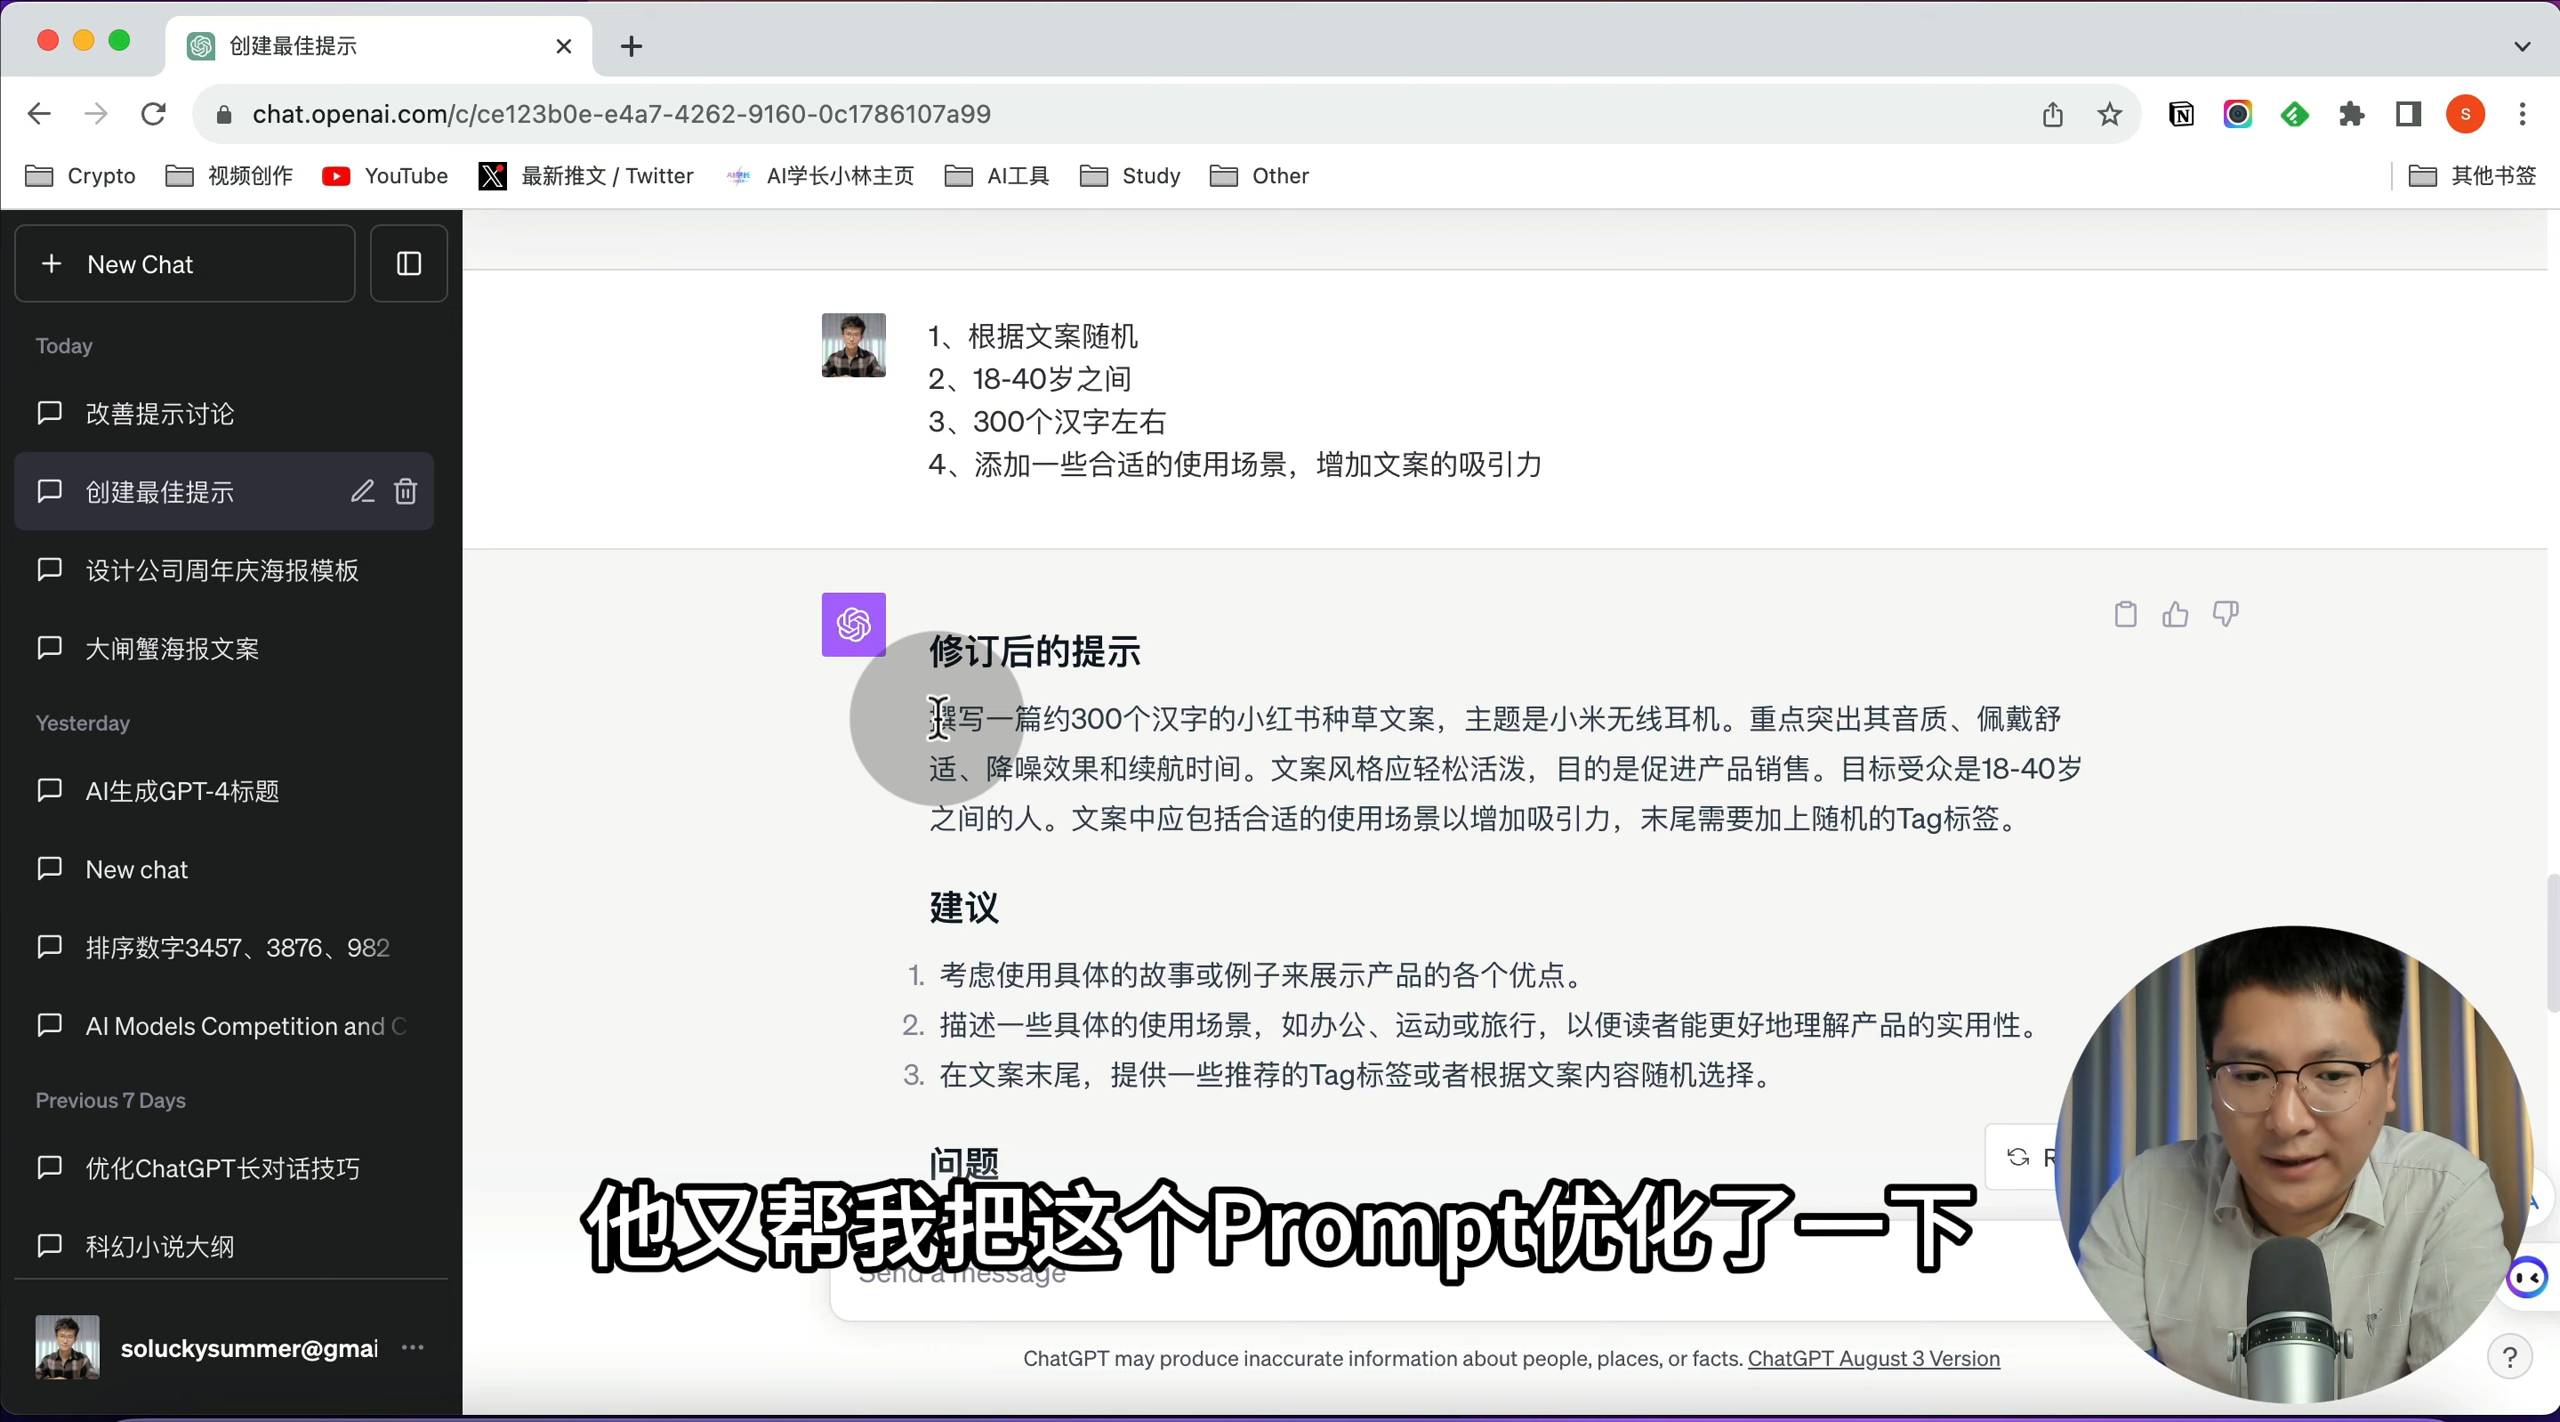 创建最佳提示
chat.openai.com/c/ce123b0e-e4a7-4262-9160-0c1786107a99
S
Crypto
视频创作
YouTube
最新推文 / Twitter
AI学长小林主页
AI工具
Study
Other
其他书签
New Chat
Today
改善提示讨论
创建最佳提示
设计公司周年庆海报模板
大闸蟹海报文案
Yesterday
AI生成GPT-4标题
New chat
排序数字3457、3876、982
AI Models Competition and C
Previous 7 Days
优化ChatGPT长对话技巧
科幻小说大纲
soluckysummer@gmai
1、根据文案随机
2、18-40岁之间
3、300个汉字左右
4、添加一些合适的使用场景，增加文案的吸引力
修订后的提示
撰写一篇约300个汉字的小红书种草文案，主题是小米无线耳机。重点突出其音质、佩戴舒
适、降噪效果和续航时间。文案风格应轻松活泼，目的是促进产品销售。目标受众是18-40岁
之间的人。文案中应包括合适的使用场景以增加吸引力，末尾需要加上随机的Tag标签。
建议
1. 考虑使用具体的故事或例子来展示产品的各个优点。
2. 描述一些具体的使用场景，如办公、运动或旅行，以便读者能更好地理解产品的实用性。
3. 在文案末尾，提供一些推荐的Tag标签或者根据文案内容随机选择。
问题
R
他又帮我把这个Prompt优化了一下
Send a message
ChatGPT may produce inaccurate information about people, places, or facts. ChatGPT August 3 Version
?